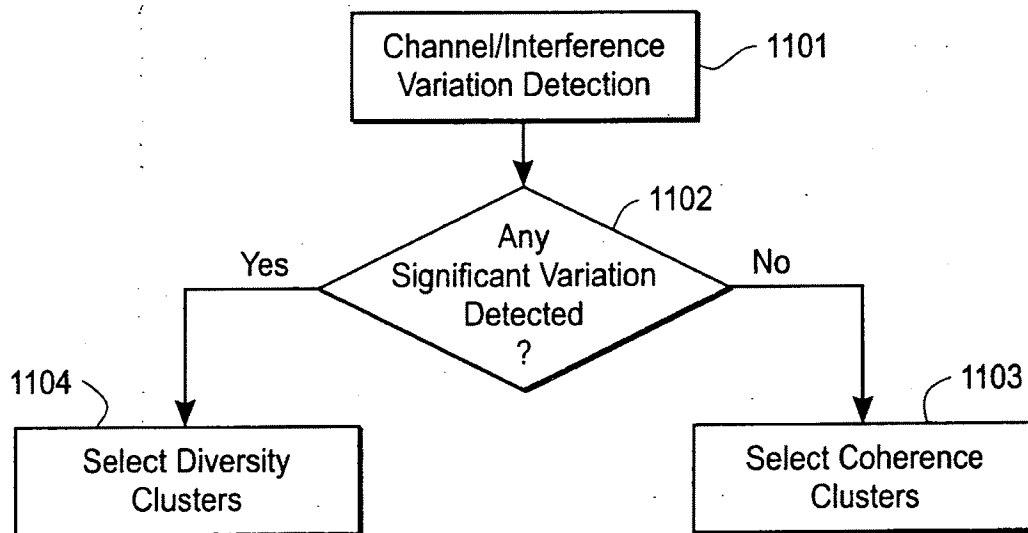 Channel/Interference
Variation Detection
1101
1102
Any
Significant Variation
Detected
?
Yes
No
1104
1103
Select Diversity
Clusters
Select Coherence
Clusters